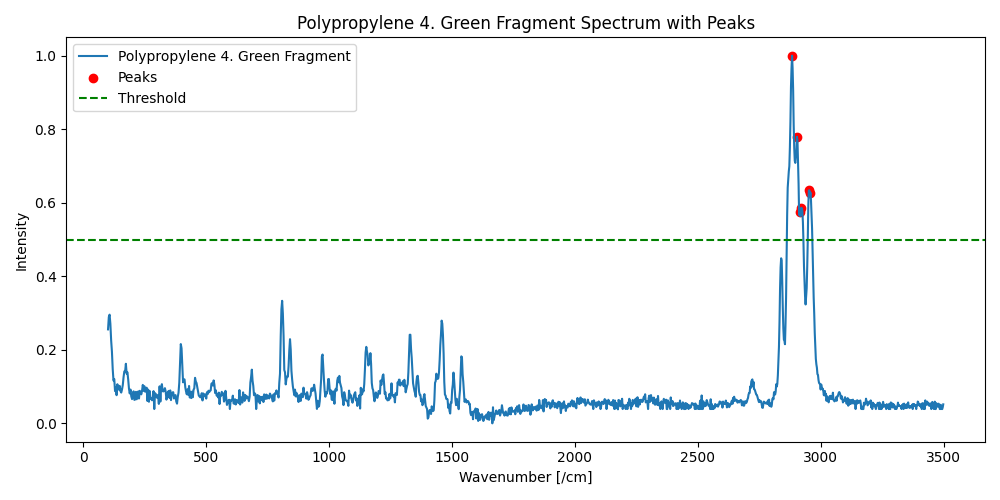 Polypropylene 4. Green Fragment Spectrum with Peaks
Polypropylene 4. Green Fragment
Peaks
Threshold
Intensity
1.0
0.8
0.6
0.4
0.2
0.0
0 500 1000 1500 2000 2500 3000 3500
Wavenumber [/cm]